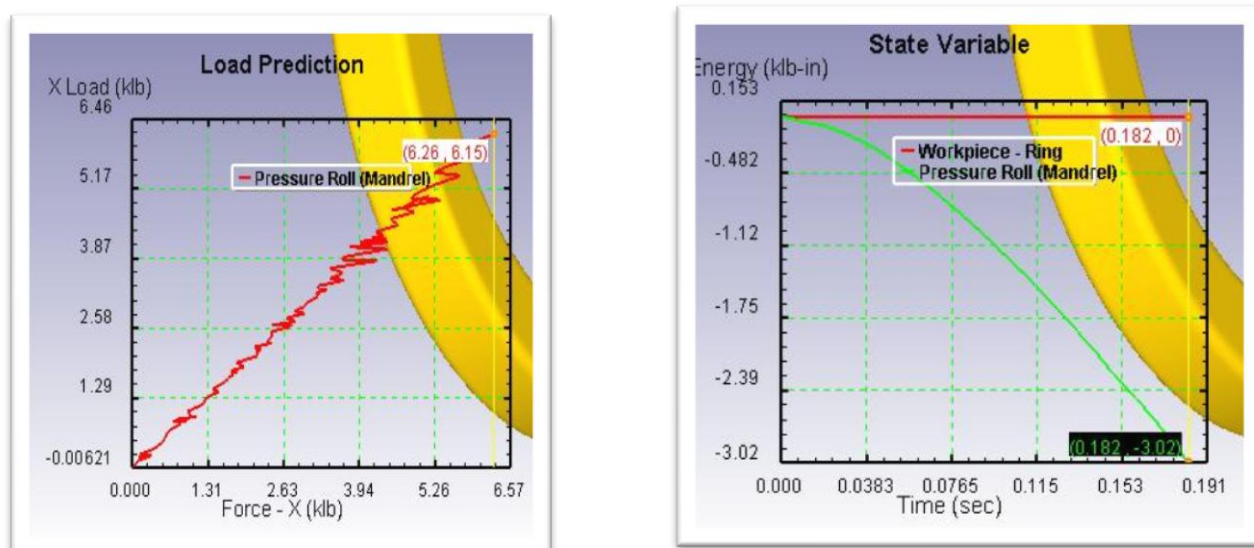 Load Prediction
X Load (klb)
6.46
5.17
3.87
2.58
1.29
-0.00621
(6.26 , 6.15)
Pressure Roll (Mandrel)
0.000 1.31 2.63 3.94 5.26 6.57
Force - X (klb)
State Variable
Energy (klb-in)
0.153
-0.482
-1.12
-1.75
-2.39
-3.02
(0.182 , 0)
Workpiece - Ring
Pressure Roll (Mandrel)
(0.182, -3.02)
0.000 0.0383 0.0765 0.115 0.153 0.191
Time (sec)